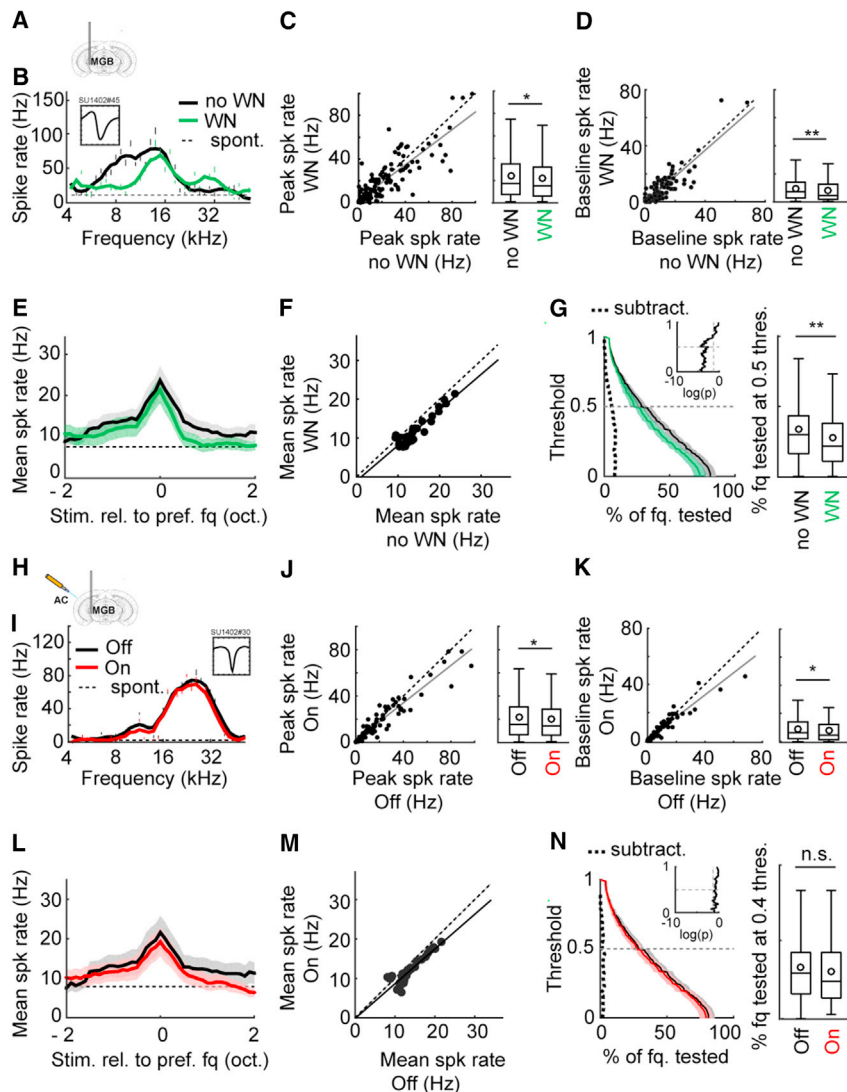 A
MGB
B
SU1402#45
no WN
WN
spont.
Spike rate (Hz)
150
100
50
0
4 8 16 32
Frequency (kHz)
C
Peak spk rate
WN (Hz)
100
80
40
0
0 40 80 100
Peak spk rate
no WN (Hz)
*
no WN
WN
D
Baseline spk rate
WN (Hz)
80
40
0
0 40 80
Baseline spk rate
no WN (Hz)
**
no WN
WN
E
Mean spk rate (Hz)
30
20
10
0
- 2 0 2
Stim. rel. to pref. fq (oct.)
F
Mean spk rate
WN (Hz)
30
20
10
0
0 10 20 30
Mean spk rate
no WN (Hz)
G
subtract.
1
0
-10 0
log(p)
Threshold
1
0.5
0
0 50 100
% of fq. tested
**
% fq tested at 0.5 thres.
no WN
WN
H
AC
MGB
I
SU1402#30
Off
On
spont.
Spike rate (Hz)
120
80
40
0
4 8 16 32
Frequency (kHz)
J
Peak spk rate
On (Hz)
80
40
0
0 40 80
Peak spk rate
Off (Hz)
*
Off
On
K
Baseline spk rate
On (Hz)
80
40
0
0 40 80
Baseline spk rate
Off (Hz)
*
Off
On
L
Mean spk rate (Hz)
30
20
10
0
- 2 0 2
Stim. rel. to pref. fq (oct.)
M
Mean spk rate
On (Hz)
30
20
10
0
0 10 20 30
Mean spk rate
Off (Hz)
N
subtract.
1
0
-10 0
log(p)
Threshold
1
0.5
0
0 50 100
% of fq. tested
n.s.
% fq tested at 0.4 thres.
Off
On